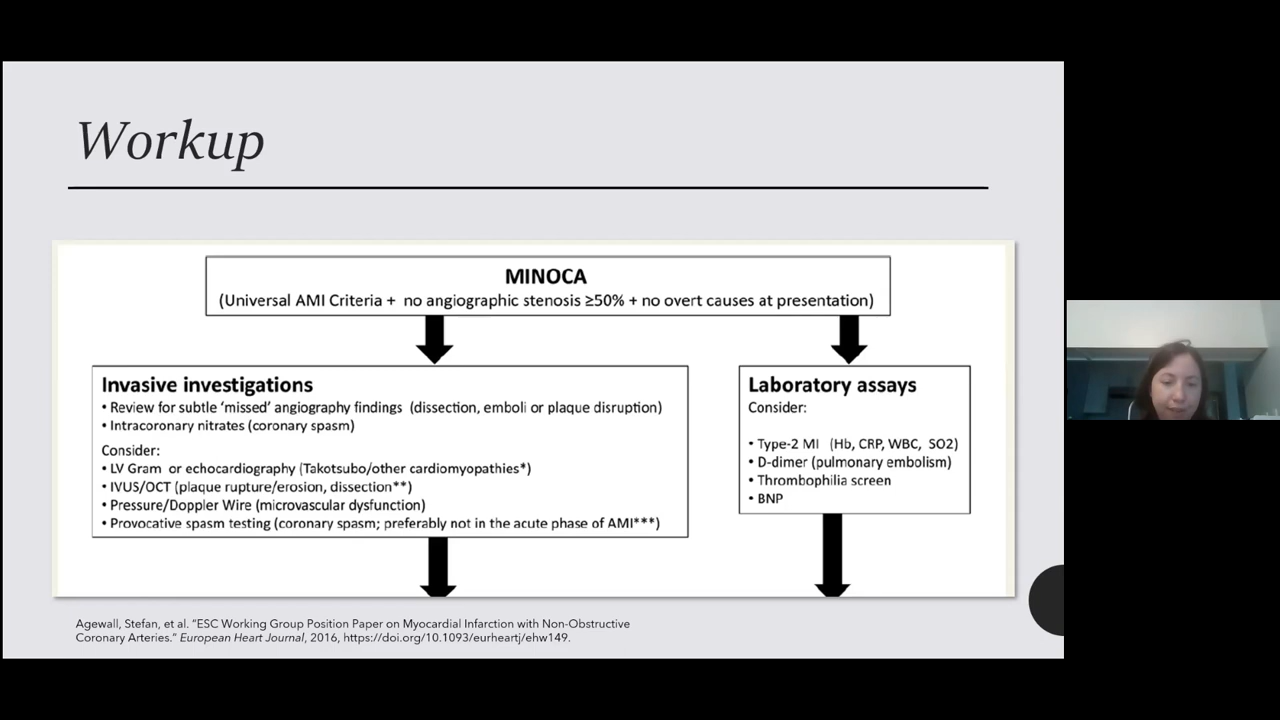 Workup
MINOCA
(Universal AMI Criteria + no angiographic stenosis ≥50% + no overt causes at presentation)
Invasive investigations
• Review for subtle ‘missed’ angiography findings (dissection, emboli or plaque disruption)
• Intracoronary nitrates (coronary spasm)
Consider:
• LV Gram or echocardiography (Takotsubo/other cardiomyopathies*)
• IVUS/OCT (plaque rupture/erosion, dissection**)
• Pressure/Doppler Wire (microvascular dysfunction)
• Provocative spasm testing (coronary spasm; preferably not in the acute phase of AMI***)
Laboratory assays
Consider:
• Type-2 MI (Hb, CRP, WBC, SO2)
• D-dimer (pulmonary embolism)
• Thrombophilia screen
• BNP
Agewall, Stefan, et al. “ESC Working Group Position Paper on Myocardial Infarction with Non-Obstructive
Coronary Arteries.” European Heart Journal, 2016, https://doi.org/10.1093/eurheartj/ehw149.